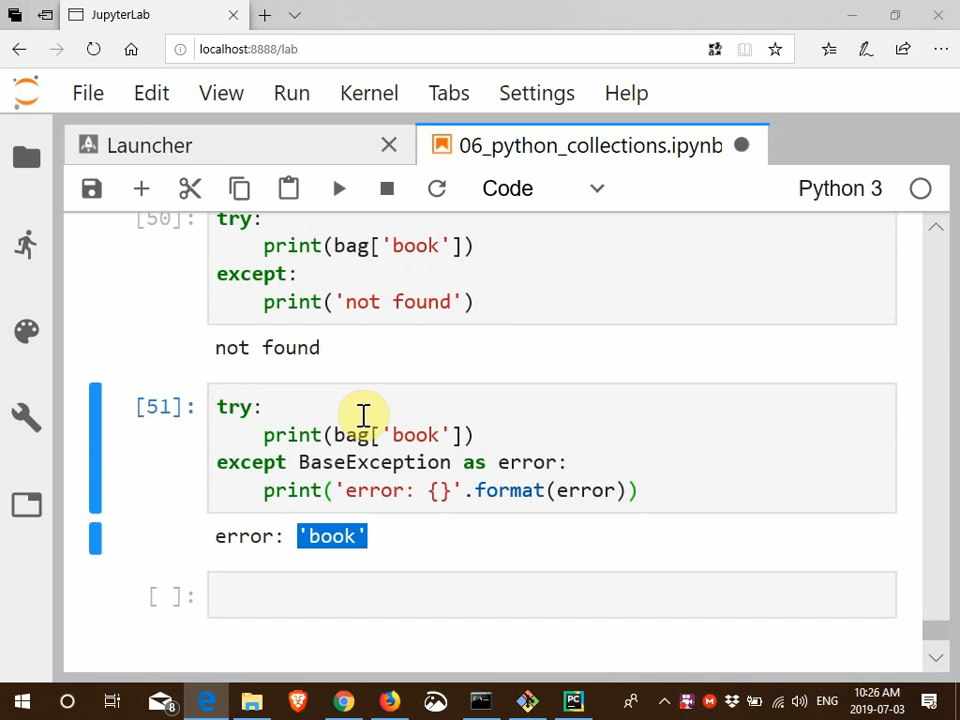 JupyterLab
localhost:8888/lab
File Edit View Run Kernel Tabs Settings Help
Launcher 06_python_collections.ipynb
Code Python 3
[50]: try:
    print(bag['book'])
except:
    print('not found')
not found
[51]: try:
    print(bag['book'])
except BaseException as error:
    print('error: {}'.format(error))
error: 'book'
[ ]:
8 PC ENG 10:26 AM
2019-07-03